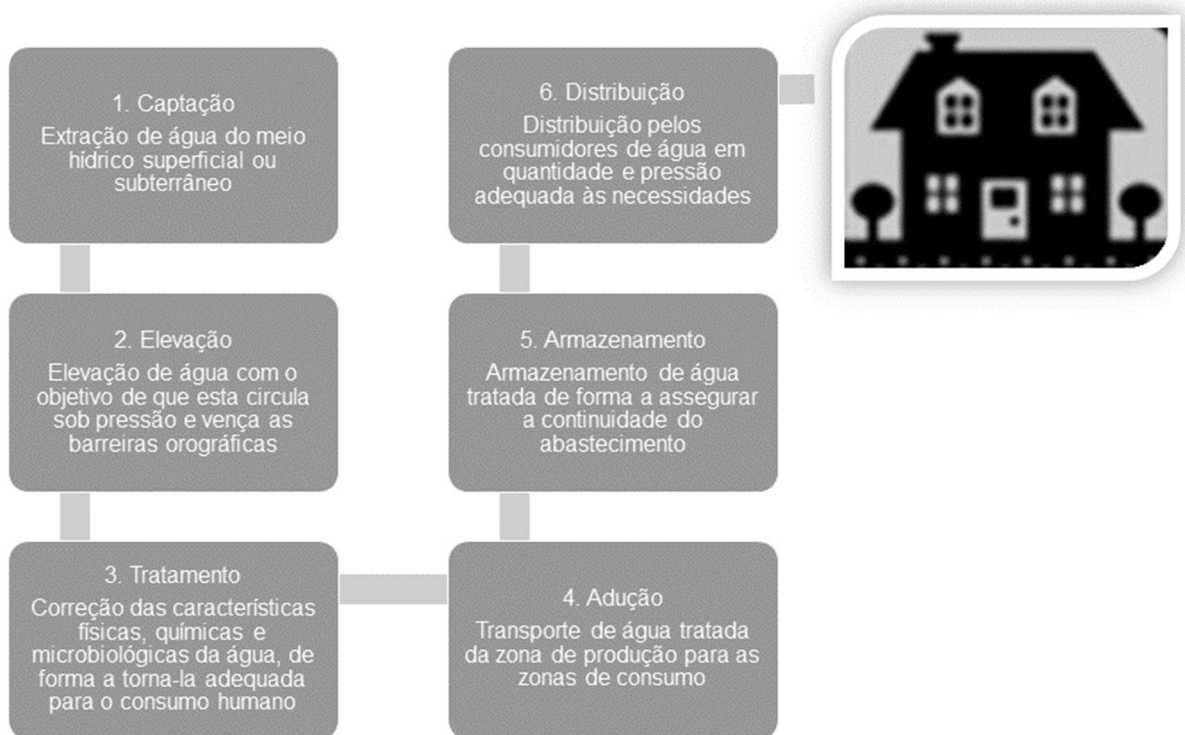 1. Captação
Extração de água do meio
hídrico superficial ou
subterrâneo
2. Elevação
Elevação de água com o
objetivo de que esta circula
sob pressão e vença as
barreiras orográficas
3. Tratamento
Correção das características
físicas, químicas e
microbiológicas da água, de
forma a torna-la adequada
para o consumo humano
4. Adução
Transporte de água tratada
da zona de produção para as
zonas de consumo
5. Armazenamento
Armazenamento de água
tratada de forma a assegurar
a continuidade do
abastecimento
6. Distribuição
Distribuição pelos
consumidores de água em
quantidade e pressão
adequada às necessidades